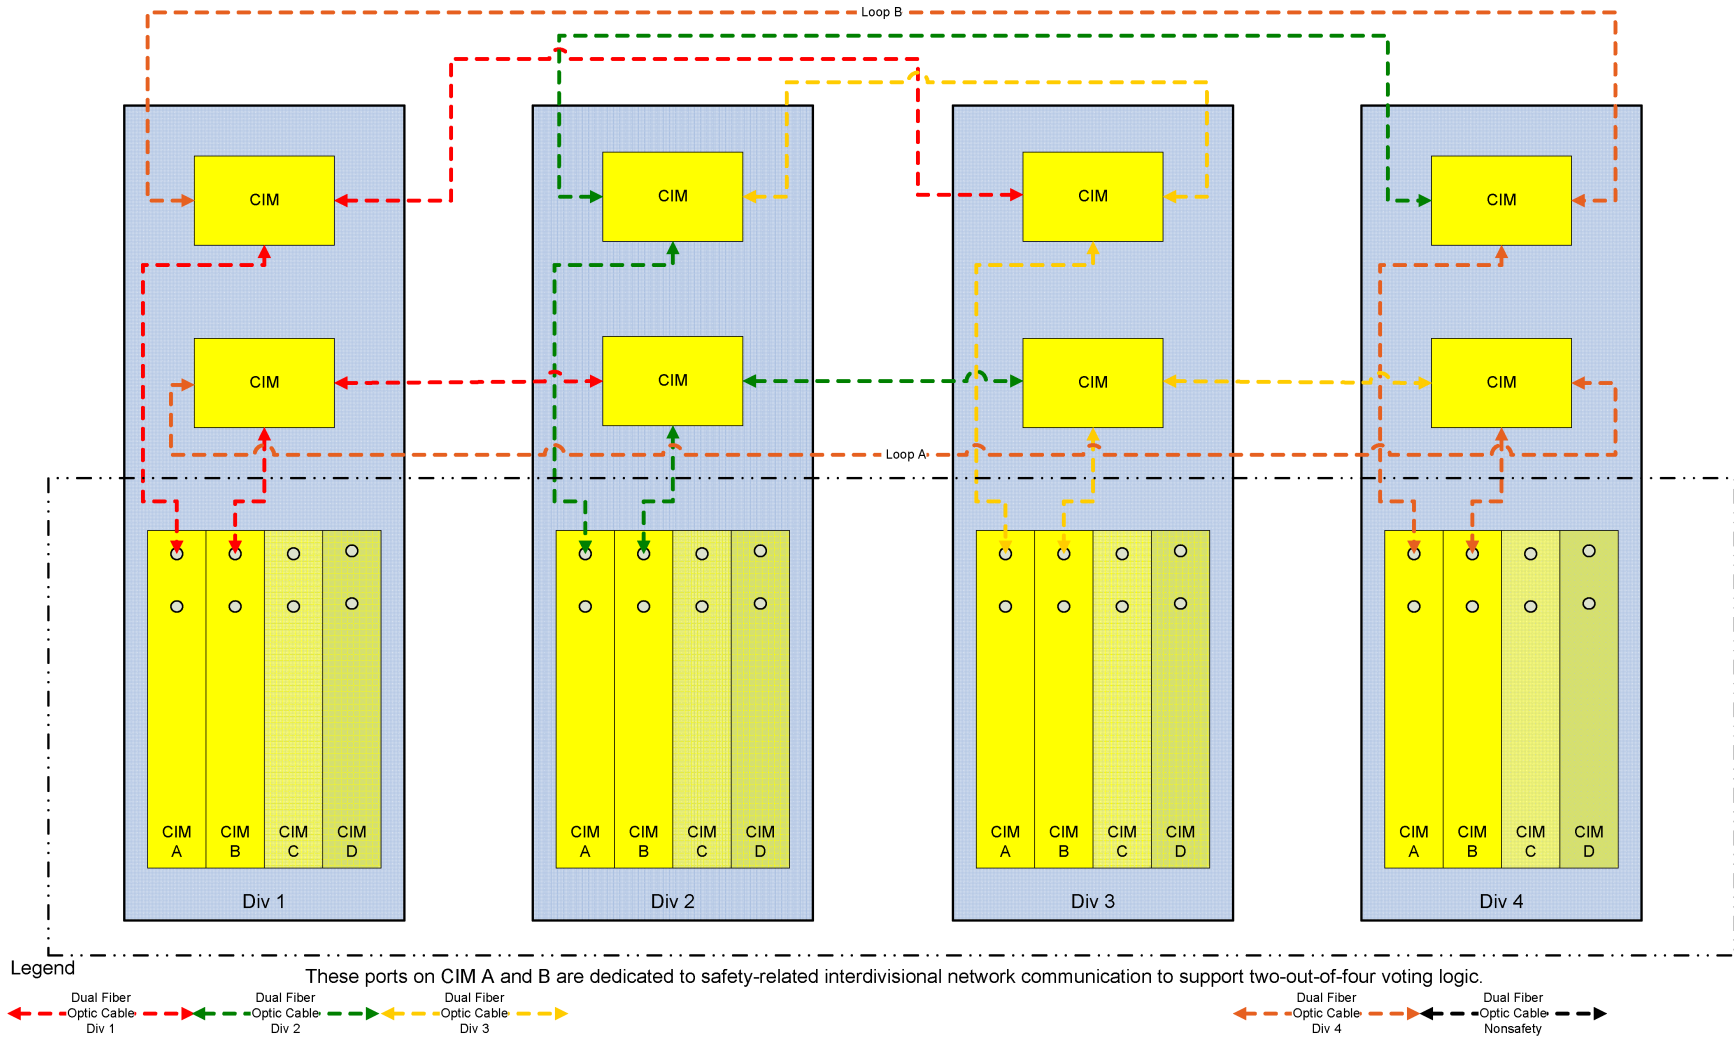 Loop B
CIM
CIM
CIM
CIM
CIM
CIM
CIM
CIM
Loop A
CIM
A
CIM
B
CIM
C
CIM
D
CIM
A
CIM
B
CIM
C
CIM
D
CIM
A
CIM
B
CIM
C
CIM
D
CIM
A
CIM
B
CIM
C
CIM
D
Div 1
Div 2
Div 3
Div 4
Legend
These ports on CIM A and B are dedicated to safety-related interdivisional network communication to support two-out-of-four voting logic.
Dual Fiber
Optic Cable
Div 1
Dual Fiber
Optic Cable
Div 2
Dual Fiber
Optic Cable
Div 3
Dual Fiber
Optic Cable
Div 4
Dual Fiber
Optic Cable
Nonsafety